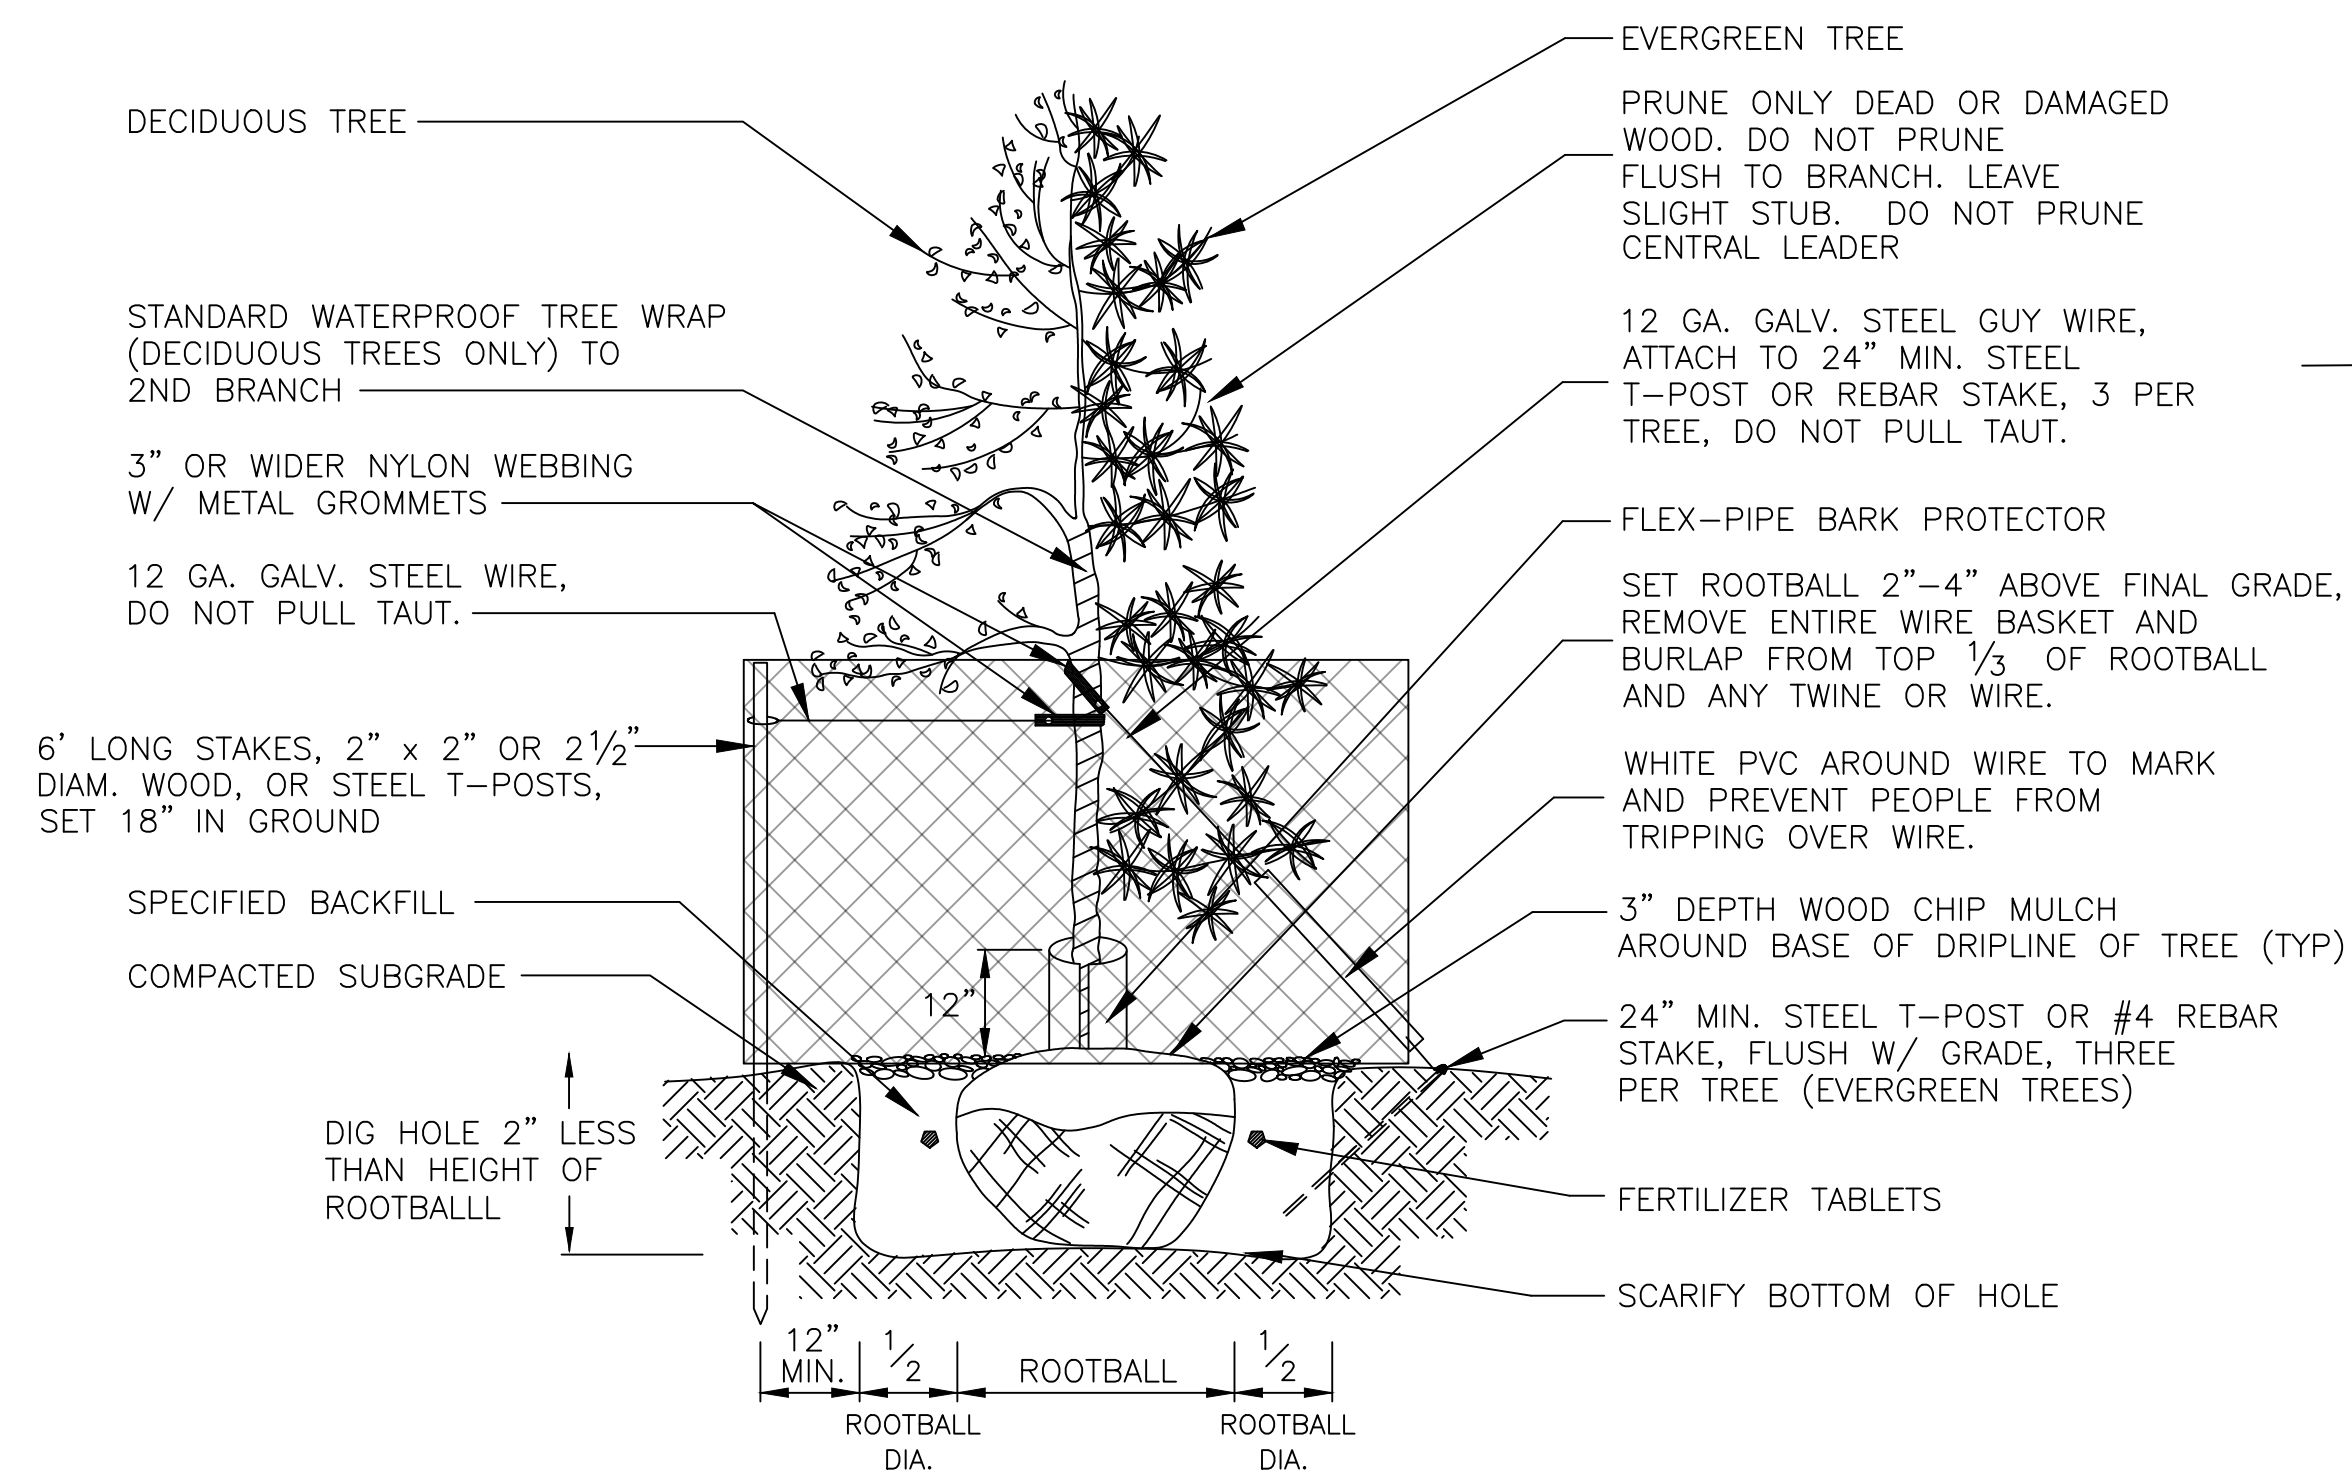 DECIDUOUS TREE
STANDARD WATERPROOF TREE WRAP
(DECIDUOUS TREES ONLY) TO
2ND BRANCH
3” OR WIDER NYLON WEBBING
W/ METAL GROMMETS
12 GA. GALV. STEEL WIRE,
DO NOT PULL TAUT.
6’ LONG STAKES, 2” x 2” OR 2 1/2”
DIAM. WOOD, OR STEEL T-POSTS,
SET 18” IN GROUND
SPECIFIED BACKFILL
COMPACTED SUBGRADE
12”
DIG HOLE 2” LESS
THAN HEIGHT OF
ROOTBALLL
EVERGREEN TREE
PRUNE ONLY DEAD OR DAMAGED
WOOD. DO NOT PRUNE
FLUSH TO BRANCH. LEAVE
SLIGHT STUB. DO NOT PRUNE
CENTRAL LEADER
12 GA. GALV. STEEL GUY WIRE,
ATTACH TO 24” MIN. STEEL
T-POST OR REBAR STAKE, 3 PER
TREE, DO NOT PULL TAUT.
FLEX-PIPE BARK PROTECTOR
SET ROOTBALL 2”-4” ABOVE FINAL GRADE,
REMOVE ENTIRE WIRE BASKET AND
BURLAP FROM TOP 1/3 OF ROOTBALL
AND ANY TWINE OR WIRE.
WHITE PVC AROUND WIRE TO MARK
AND PREVENT PEOPLE FROM
TRIPPING OVER WIRE.
3” DEPTH WOOD CHIP MULCH
AROUND BASE OF DRIPLINE OF TREE (TYP)
24” MIN. STEEL T-POST OR #4 REBAR
STAKE, FLUSH W/ GRADE, THREE
PER TREE (EVERGREEN TREES)
FERTILIZER TABLETS
SCARIFY BOTTOM OF HOLE
12”
MIN.
1/2
ROOTBALL
DIA.
ROOTBALL
1/2
ROOTBALL
DIA.